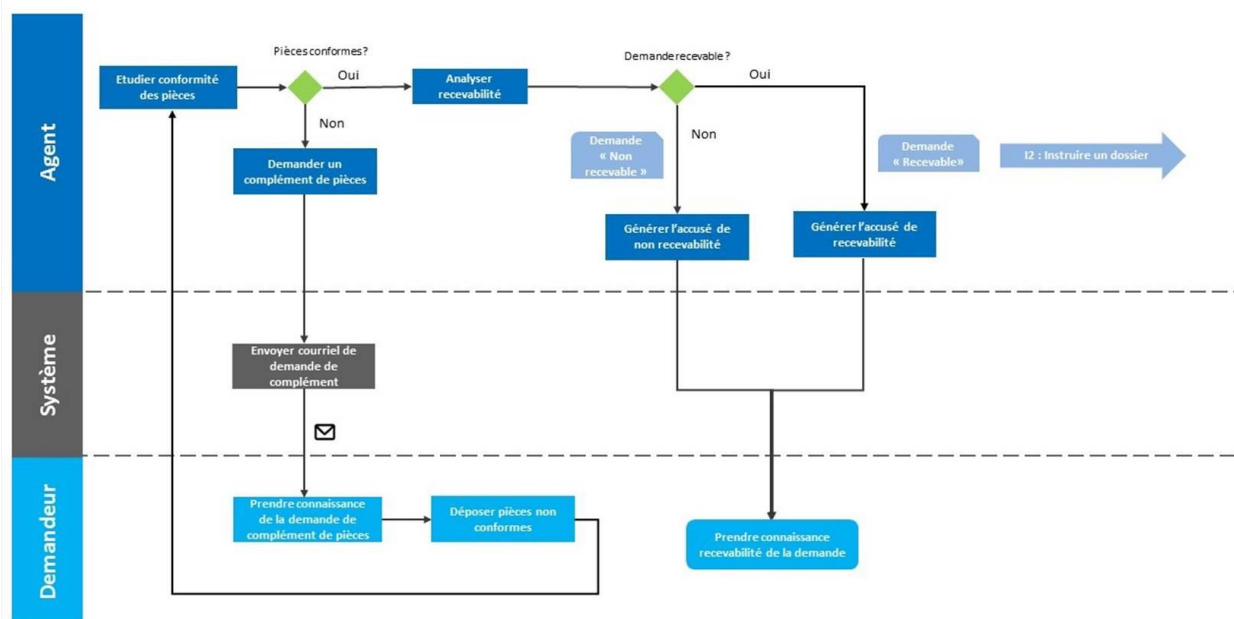 Agent
Pièces conformes ?
Demande recevable ?
Etudier conformité
des pièces
Oui
Analyser
recevabilité
Oui
Non
Non
Demander un
complément de pièces
Demande
« Non
recevable »
Demande
« Recevable»
I2 : Instruire un dossier
Générer l’accusé de
non recevabilité
Générer l’accusé de
recevabilité
Système
Envoyer courriel de
demande de
complément
Demandeur
Prendre connaissance
de la demande de
complément de pièces
Déposer pièces non
conformes
Prendre connaissance
recevabilité de la demande